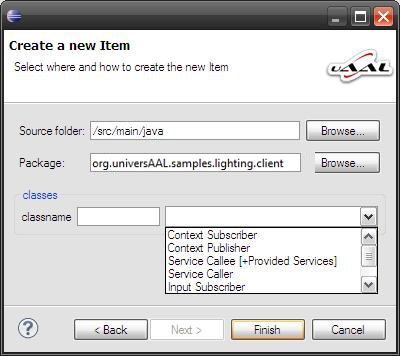 Create a new Item
Select where and how to create the new Item
uAAL
Source folder: /src/main/java Browse...
Package: org.universAAL.samples.lighting.client Browse...
classes
classname
Context Subscriber
Context Publisher
Service Callee [+Provided Services]
Service Caller
Input Subscriber
? < Back Next > Finish Cancel